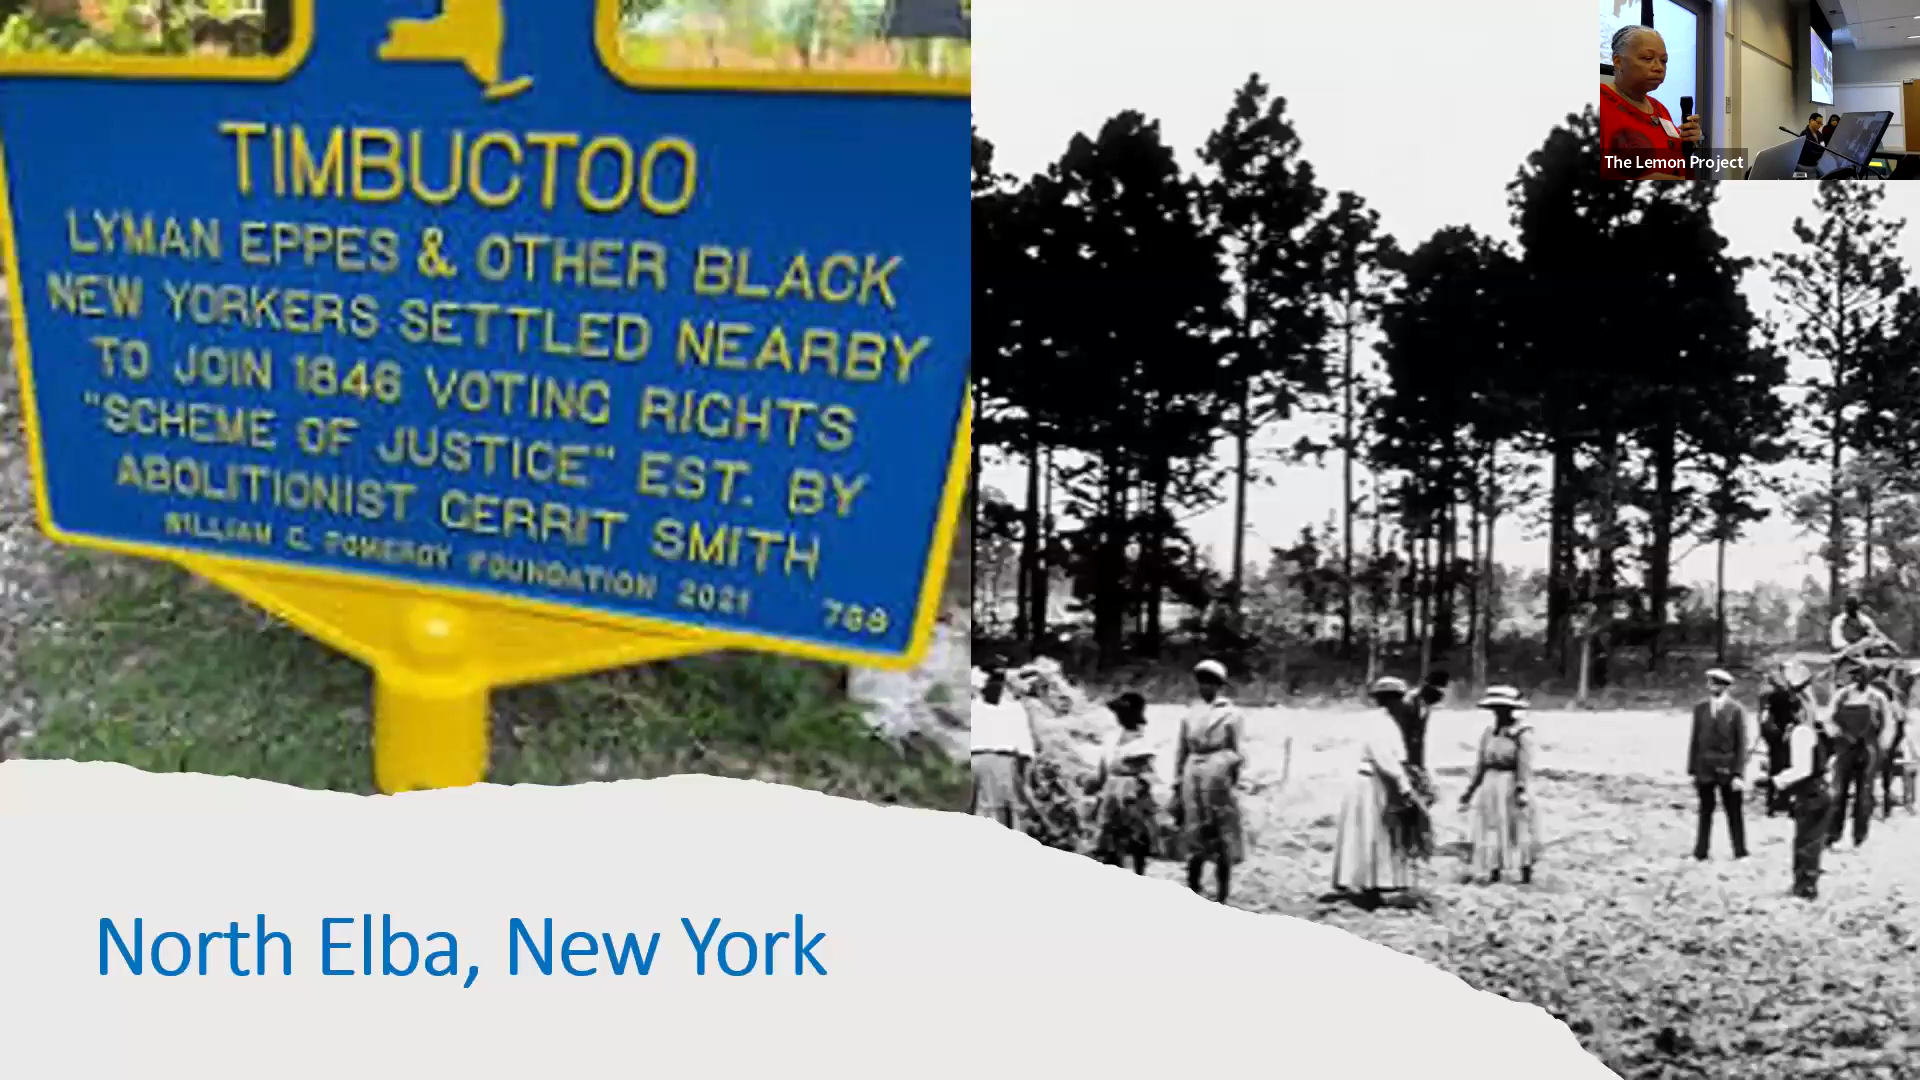 TIMBUCTOO
LYMAN EPPES & OTHER BLACK
NEW YORKERS SETTLED NEARBY
TO JOIN 1846 VOTING RIGHTS
"SCHEME OF JUSTICE" EST. BY
ABOLITIONIST GERRIT SMITH
WILLIAM G. POMEROY FOUNDATION 2021 788
North Elba, New York
The Lemon Project